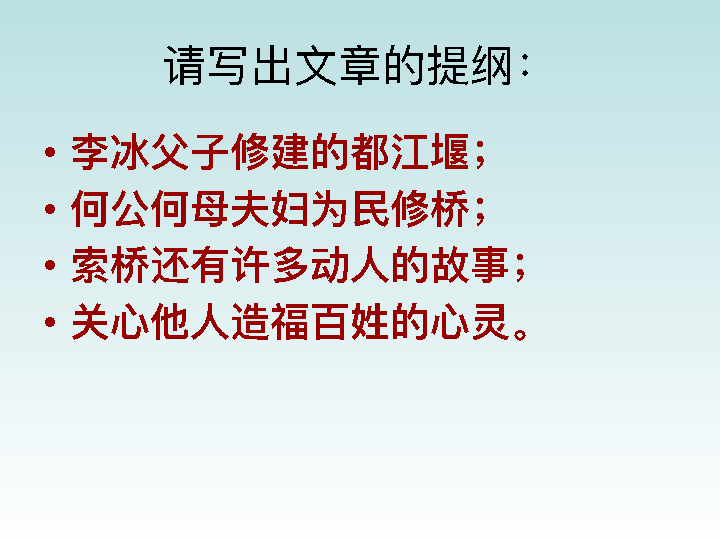 请写出文章的提纲：
•李冰父子修建的都江堰；
•何公何母夫妇为民修桥；
•索桥还有许多动人的故事；
•关心他人造福百姓的心灵。